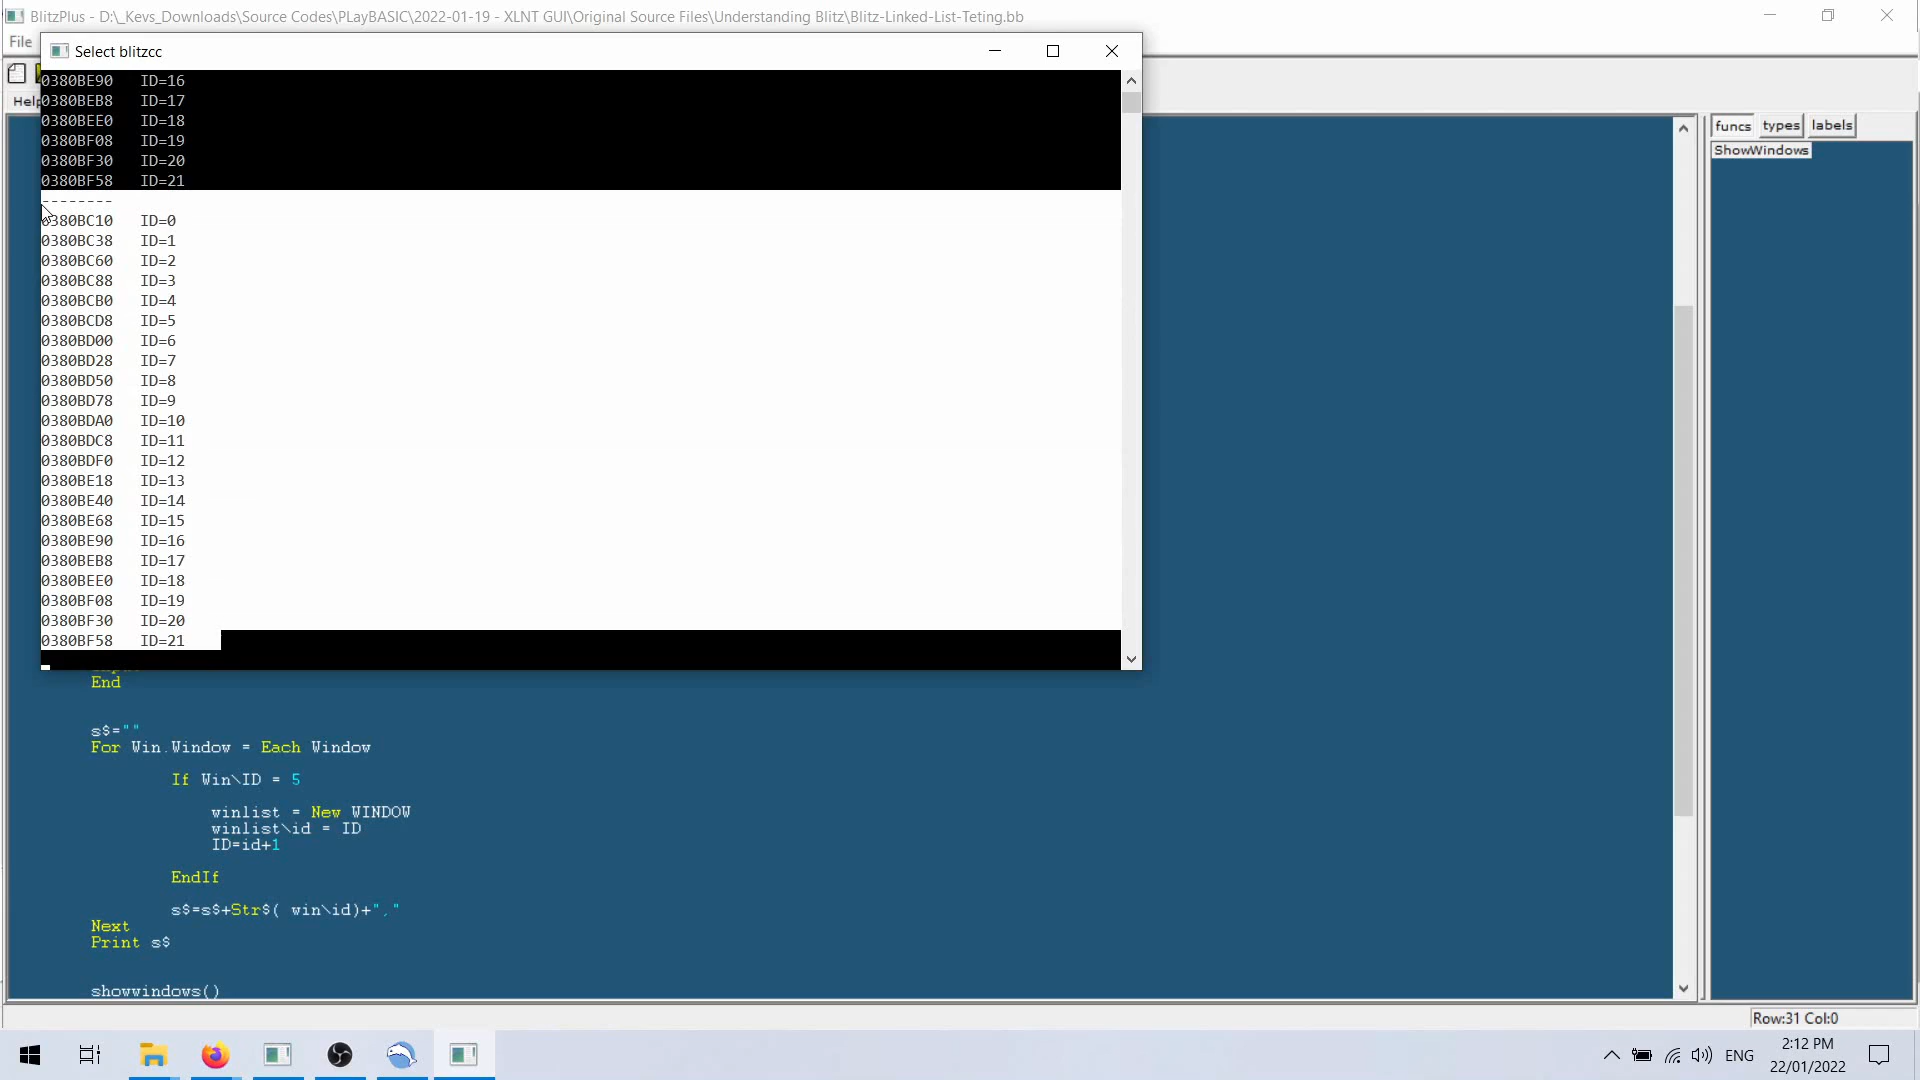 BlitzPlus - D:\_Kevs_Downloads\Source Codes\PLayBASIC\2022-01-19 - XLNT GUI\Original Source Files\Understanding Blitz\Blitz-Linked-List-Teting.bb
File
Select blitzcc
Help
0380BE90 ID=16
0380BEB8 ID=17
0380BEE0 ID=18
0380BF08 ID=19
0380BF30 ID=20
0380BF58 ID=21
--------
0380BC10 ID=0
0380BC38 ID=1
0380BC60 ID=2
0380BC88 ID=3
0380BCB0 ID=4
0380BCD8 ID=5
0380BD00 ID=6
0380BD28 ID=7
0380BD50 ID=8
0380BD78 ID=9
0380BDA0 ID=10
0380BDC8 ID=11
0380BDF0 ID=12
0380BE18 ID=13
0380BE40 ID=14
0380BE68 ID=15
0380BE90 ID=16
0380BEB8 ID=17
0380BEE0 ID=18
0380BF08 ID=19
0380BF30 ID=20
0380BF58 ID=21
End
s$=""
For Win.Window = Each Window
If Win\ID = 5
winlist = New WINDOW
winlist\id = ID
ID=id+1
EndIf
s$=s$+Str$( win\id)+","
Next
Print s$
showwindows()
funcs types labels
ShowWindows
Row:31 Col:0
ENG
2:12 PM
22/01/2022